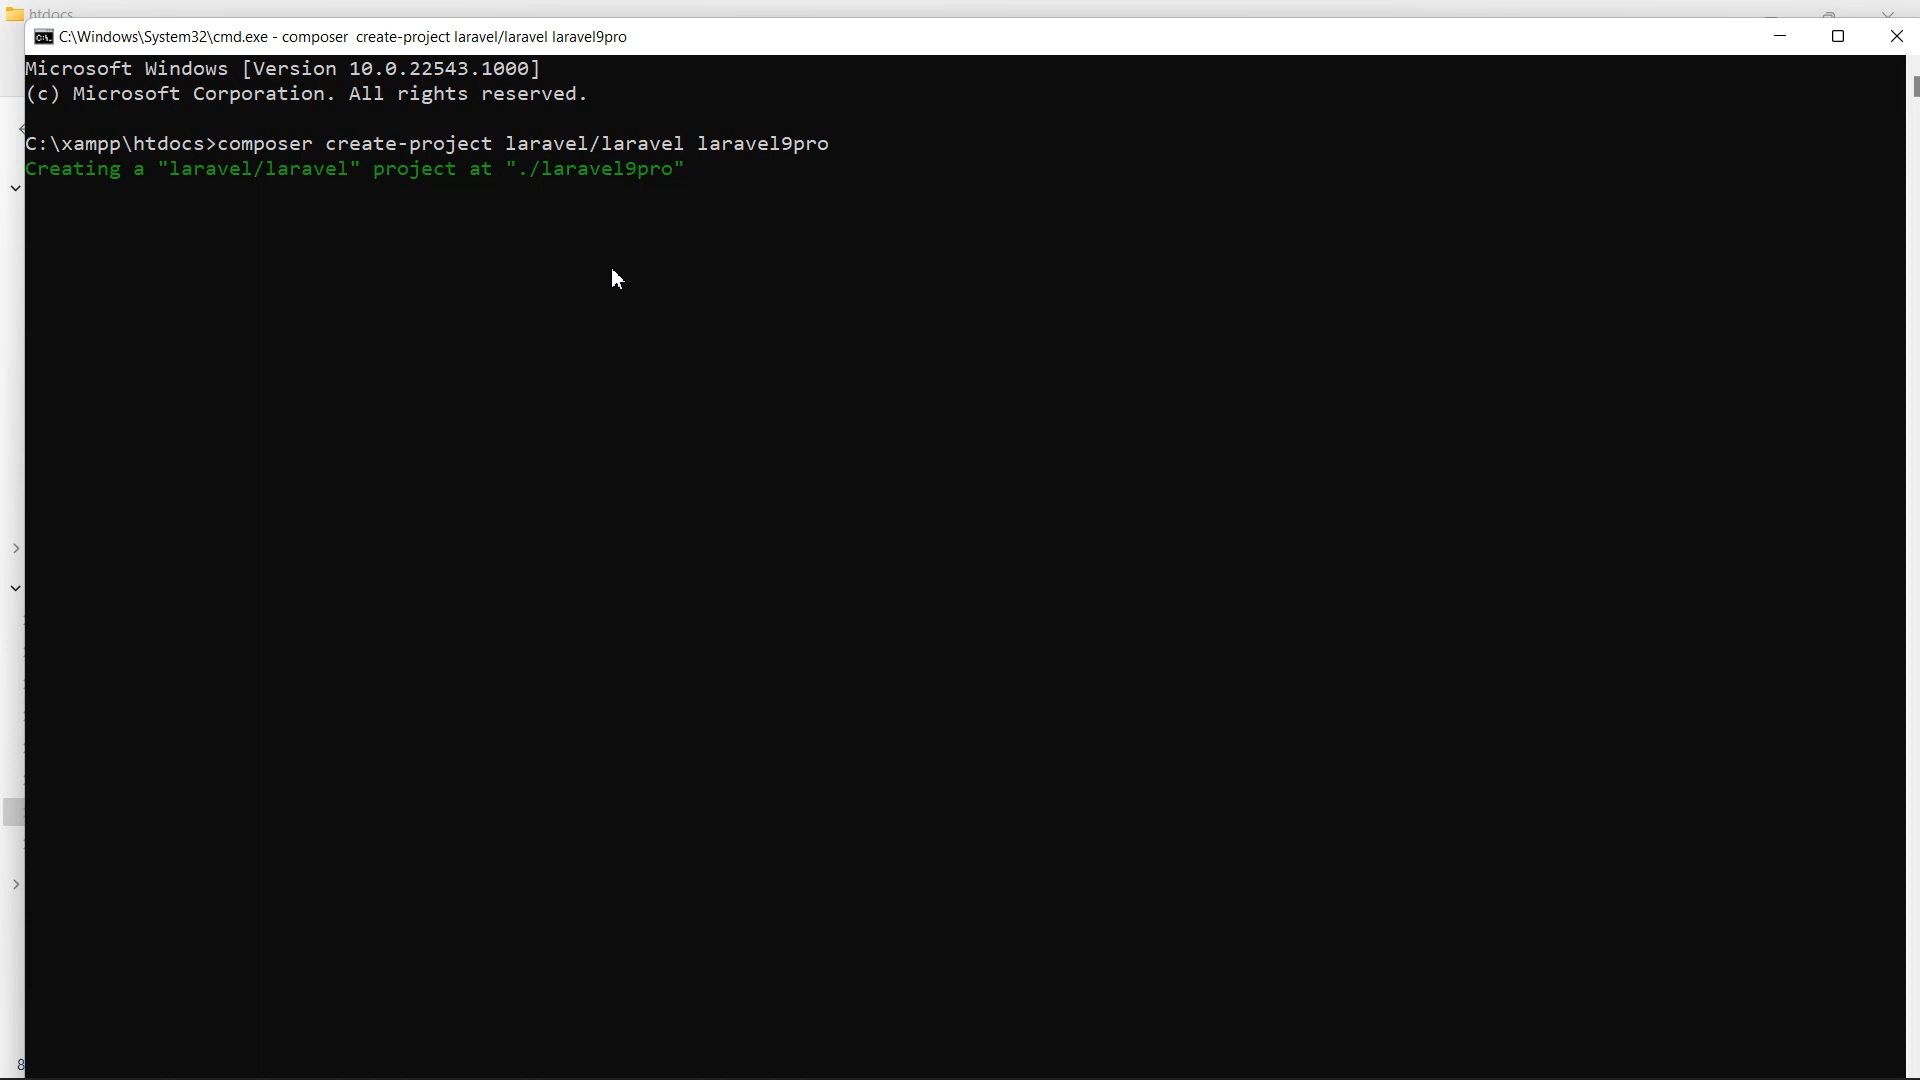 htdocs
C:\Windows\System32\cmd.exe - composer  create-project laravel/laravel laravel9pro
Microsoft Windows [Version 10.0.22543.1000]
(c) Microsoft Corporation. All rights reserved.
C:\xampp\htdocs>composer create-project laravel/laravel laravel9pro
Creating a "laravel/laravel" project at "./laravel9pro"
8